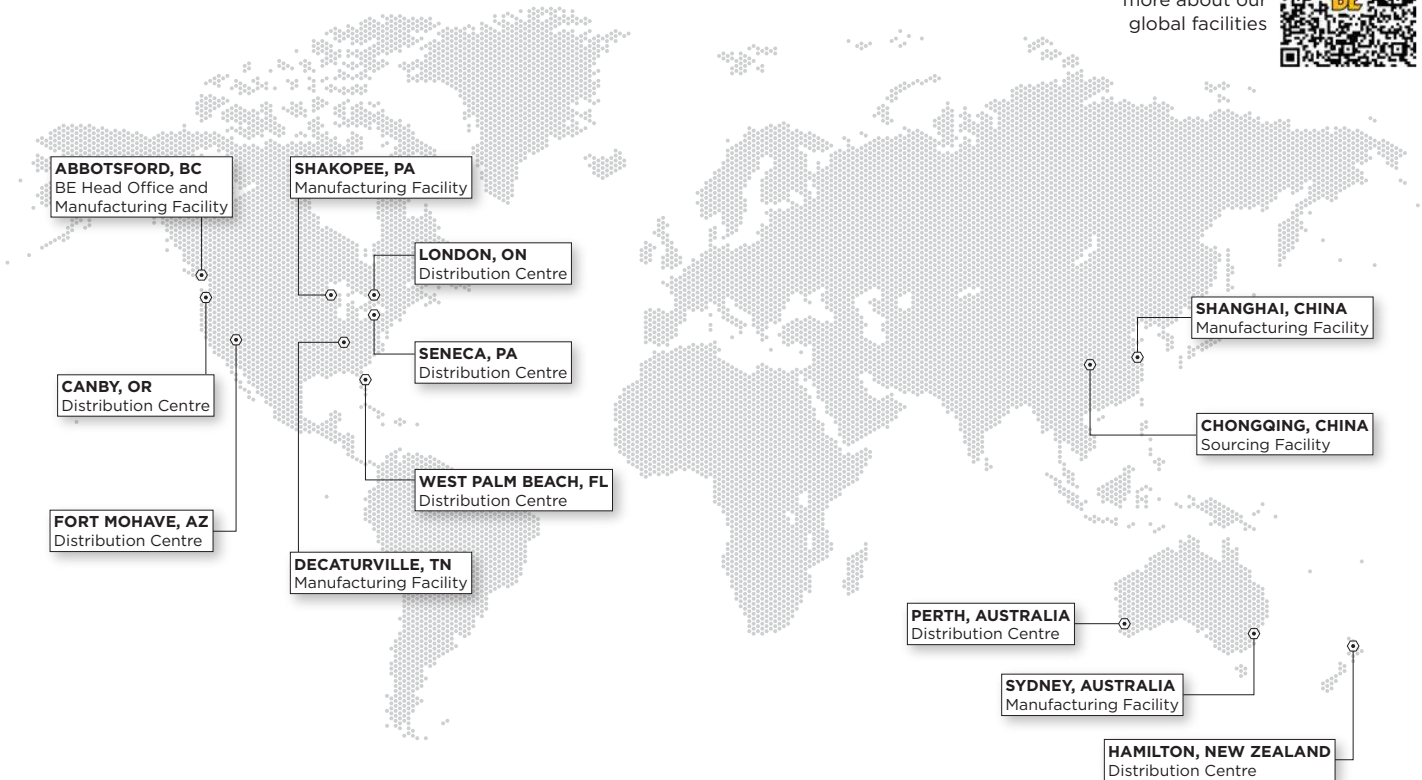 more about our
global facilities
BE
ABBOTSFORD, BC
BE Head Office and
Manufacturing Facility
SHAKOPEE, PA
Manufacturing Facility
LONDON, ON
Distribution Centre
SHANGHAI, CHINA
Manufacturing Facility
SENECA, PA
Distribution Centre
CANBY, OR
Distribution Centre
CHONGQING, CHINA
Sourcing Facility
WEST PALM BEACH, FL
Distribution Centre
FORT MOHAVE, AZ
Distribution Centre
DECATURVILLE, TN
Manufacturing Facility
PERTH, AUSTRALIA
Distribution Centre
SYDNEY, AUSTRALIA
Manufacturing Facility
HAMILTON, NEW ZEALAND
Distribution Centre